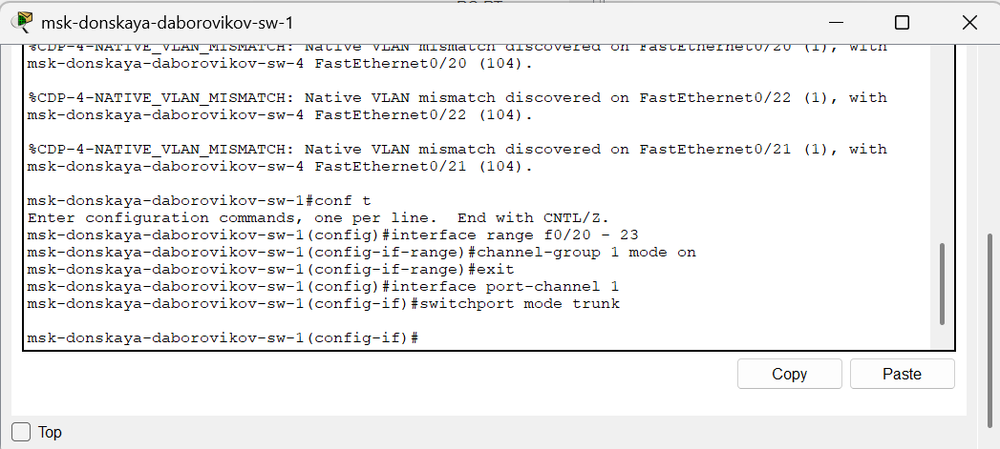 msk-donskaya-daborovikov-sw-1
%CDP-4-NATIVE_VLAN_MISMATCH: Native VLAN mismatch discovered on FastEthernet0/20 (1), with
msk-donskaya-daborovikov-sw-4 FastEthernet0/20 (104).
%CDP-4-NATIVE_VLAN_MISMATCH: Native VLAN mismatch discovered on FastEthernet0/22 (1), with
msk-donskaya-daborovikov-sw-4 FastEthernet0/22 (104).
%CDP-4-NATIVE_VLAN_MISMATCH: Native VLAN mismatch discovered on FastEthernet0/21 (1), with
msk-donskaya-daborovikov-sw-4 FastEthernet0/21 (104).
msk-donskaya-daborovikov-sw-1#conf t
Enter configuration commands, one per line.  End with CNTL/Z.
msk-donskaya-daborovikov-sw-1(config)#interface range f0/20 - 23
msk-donskaya-daborovikov-sw-1(config-if-range)#channel-group 1 mode on
msk-donskaya-daborovikov-sw-1(config-if-range)#exit
msk-donskaya-daborovikov-sw-1(config)#interface port-channel 1
msk-donskaya-daborovikov-sw-1(config-if)#switchport mode trunk
msk-donskaya-daborovikov-sw-1(config-if)#
Copy Paste
Top